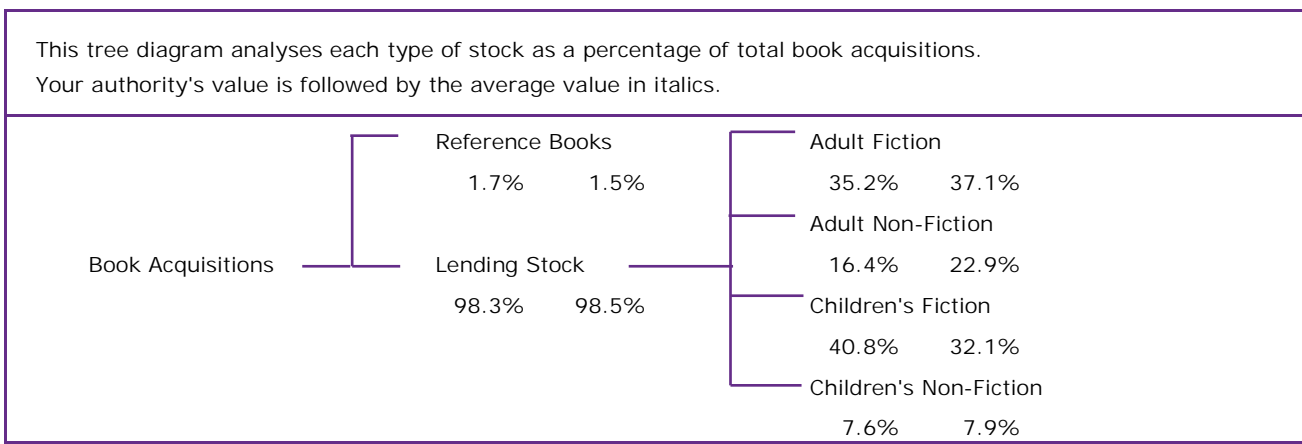 This tree diagram analyses each type of stock as a percentage of total book acquisitions.
Your authority's value is followed by the average value in italics.
Reference Books
1.7% 1.5%
Book Acquisitions
Lending Stock
98.3% 98.5%
Adult Fiction
35.2% 37.1%
Adult Non-Fiction
16.4% 22.9%
Children's Fiction
40.8% 32.1%
Children's Non-Fiction
7.6% 7.9%